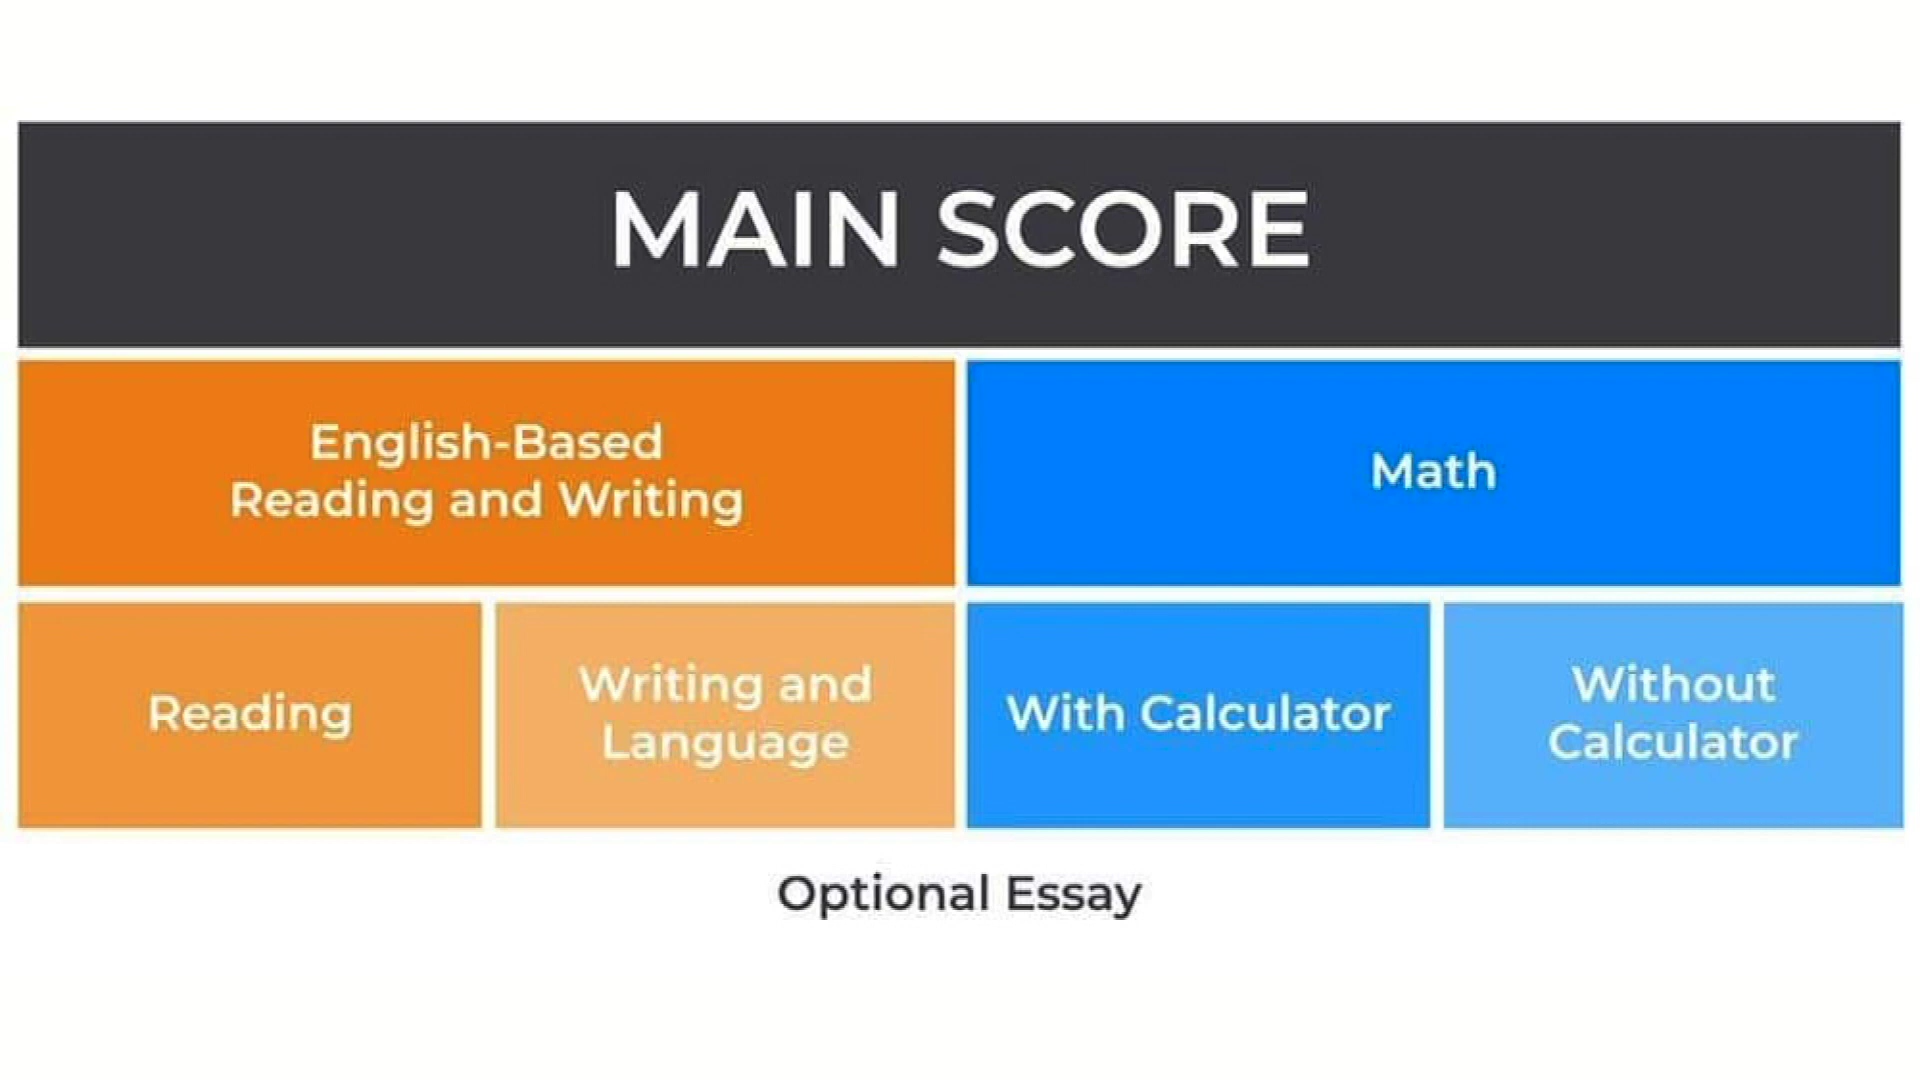 MAIN SCORE
English-Based
Reading and Writing
Math
Reading
Writing and
Language
With Calculator
Without
Calculator
Optional Essay